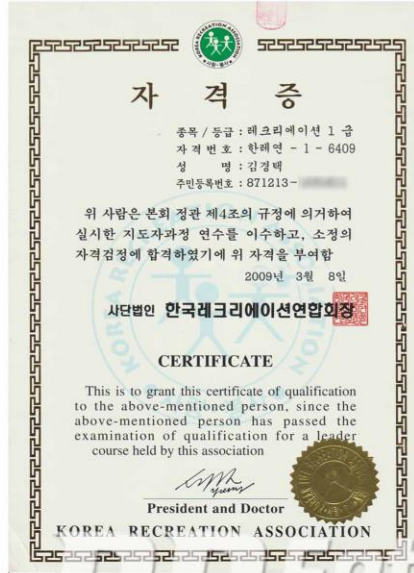 KOREA RECREATION ASSOCIATION
자 격 증
종목 / 등급 : 레크리에이션 1 급
자 격 번 호 : 한레연 - 1 - 6409
성 명 : 김경택
주민등록번호 : 871213-
위 사람은 본회 정관 제4조의 규정에 의거하여
실시한 지도자과정 연수를 이수하고, 소정의
자격검정에 합격하였기에 위 자격을 부여함
2009년 3월 8일
사단법인 한국레크리에이션연합회장
CERTIFICATE
This is to grant this certificate of qualification
to the above-mentioned person, since the
above-mentioned person has passed the
examination of qualification for a leader
course held by this association
President and Doctor
KOREA RECREATION ASSOCIATION